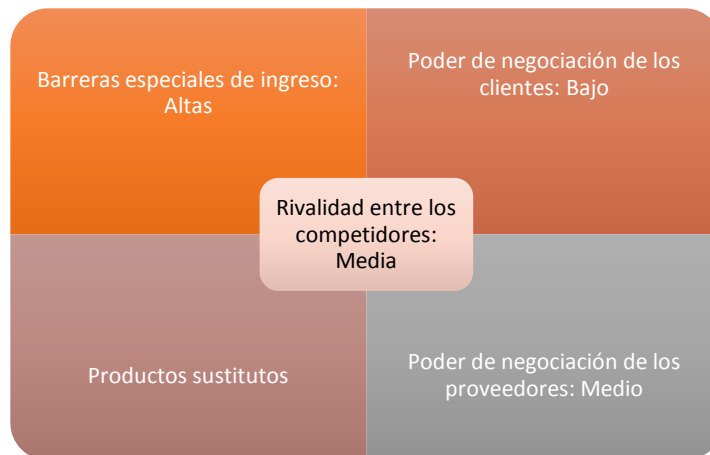 Barreras especiales de ingreso:
Altas
Poder de negociación de los
clientes: Bajo
Rivalidad entre los
competidores:
Media
Productos sustitutos
Poder de negociación de los
proveedores: Medio